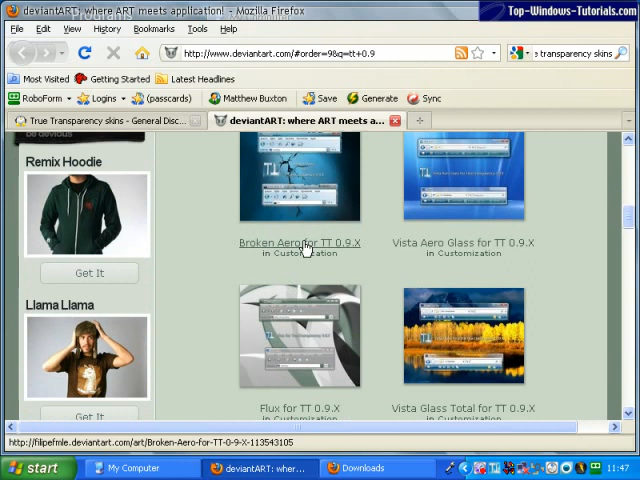 deviantART: where ART meets application! - Mozilla Firefox
Top-Windows-Tutorials.com
File Edit View History Bookmarks Tools Help
http://www.deviantart.com/#order=9&q=tt+0.9
transparency skins
Most Visited Getting Started Latest Headlines
RoboForm Logins (passcards) Matthew Buxton Save Generate Sync
True Transparency skins - General Disc...
deviantART: where ART meets a...
be devious
Remix Hoodie
Get It
Broken Aero for TT 0.9.X
in Customization
Vista Aero Glass for TT 0.9.X
in Customization
Llama Llama
Get It
Flux for TT 0.9.X
in Customization
Vista Glass Total for TT 0.9.X
in Customization
http://filipefmle.deviantart.com/art/Broken-Aero-for-TT-0-9-X-113543105
start
My Computer
deviantART: wher...
Downloads
11:47